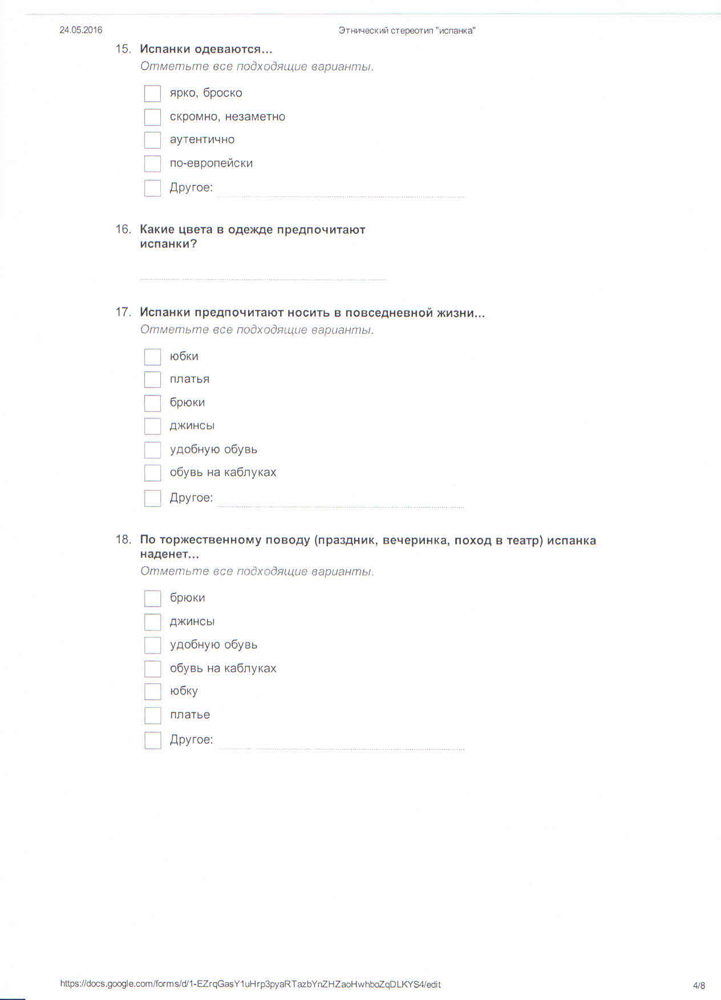 24.05.2016 Этнический стереотип "испанка"
15. Испанки одеваются...
Отметьте все подходящие варианты.
ярко, броско
скромно, незаметно
аутентично
по-европейски
Другое:
16. Какие цвета в одежде предпочитают
испанки?
17. Испанки предпочитают носить в повседневной жизни...
Отметьте все подходящие варианты.
юбки
платья
брюки
джинсы
удобную обувь
обувь на каблуках
Другое:
18. По торжественному поводу (праздник, вечеринка, поход в театр) испанка
наденет...
Отметьте все подходящие варианты.
брюки
джинсы
удобную обувь
обувь на каблуках
юбку
платье
Другое:
https://docs.google.com/forms/d/1-EZrqGasY1uHrp3pyaRTazbYnZHZaoHwhboZqDLKYS4/edit 4/8